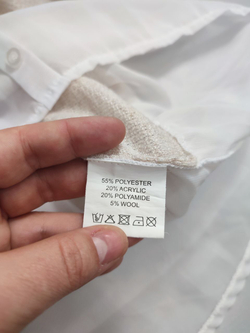 55% POLYESTER
20% ACRYLIC
20% POLYAMIDE
5% WOOL